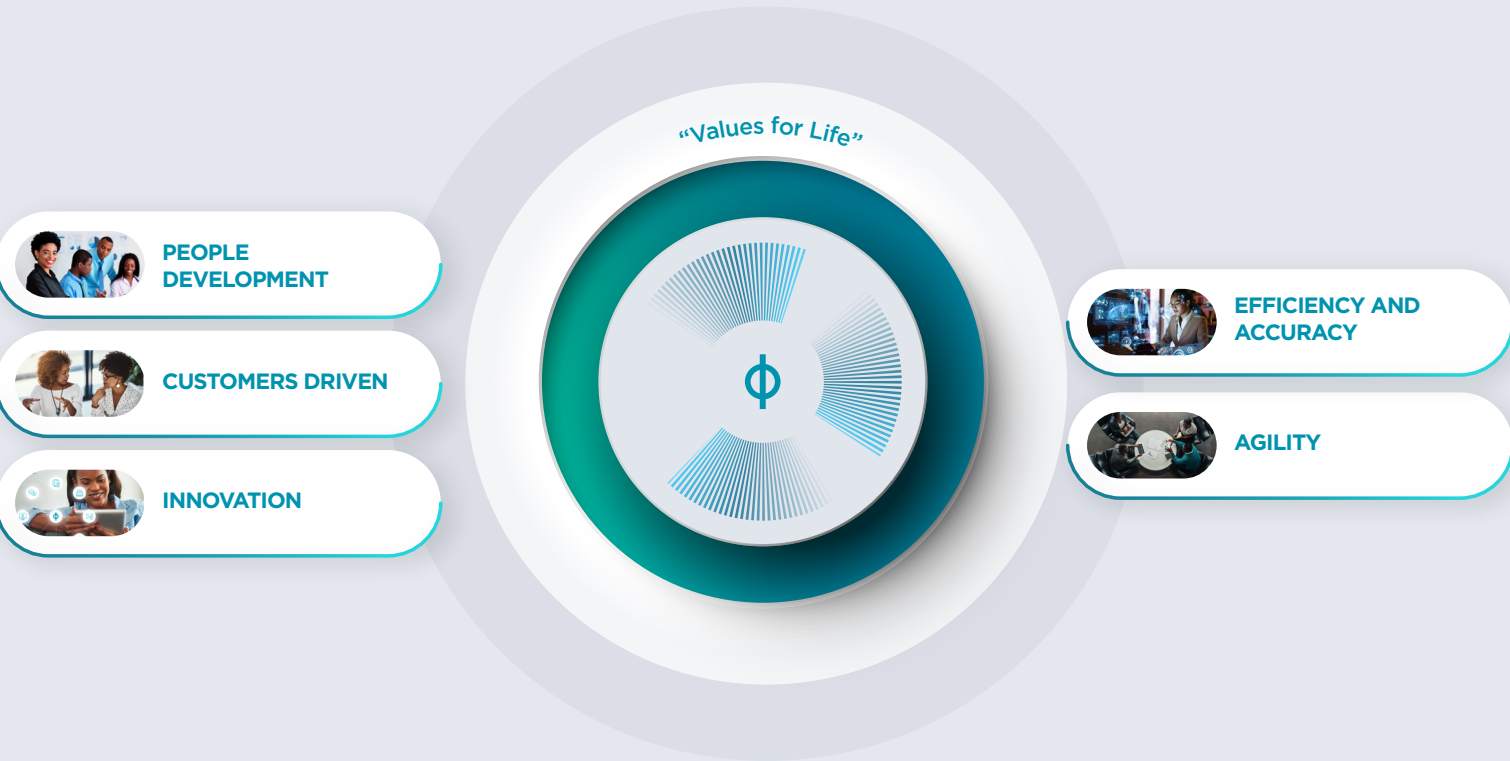 “Values for Life”
PEOPLE
DEVELOPMENT
CUSTOMERS DRIVEN
INNOVATION
EFFICIENCY AND
ACCURACY
AGILITY